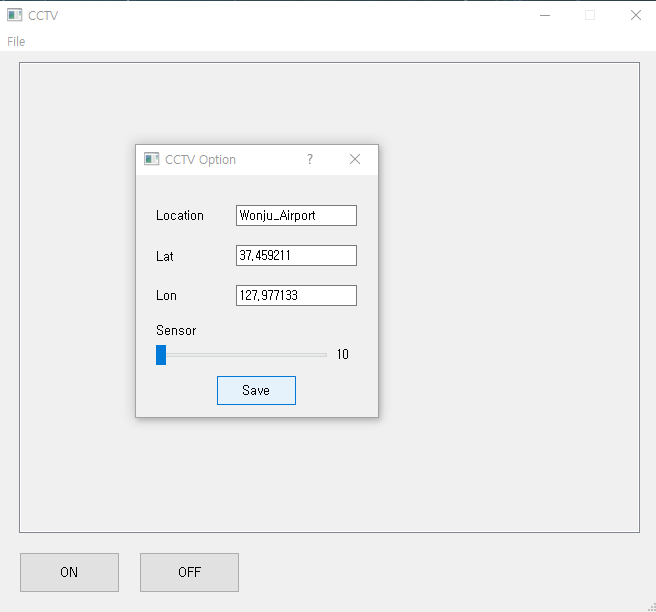 CCTV
File
CCTV Option
?
Location Wonju_Airport
Lat 37.459211
Lon 127.977133
Sensor
10
Save
ON OFF